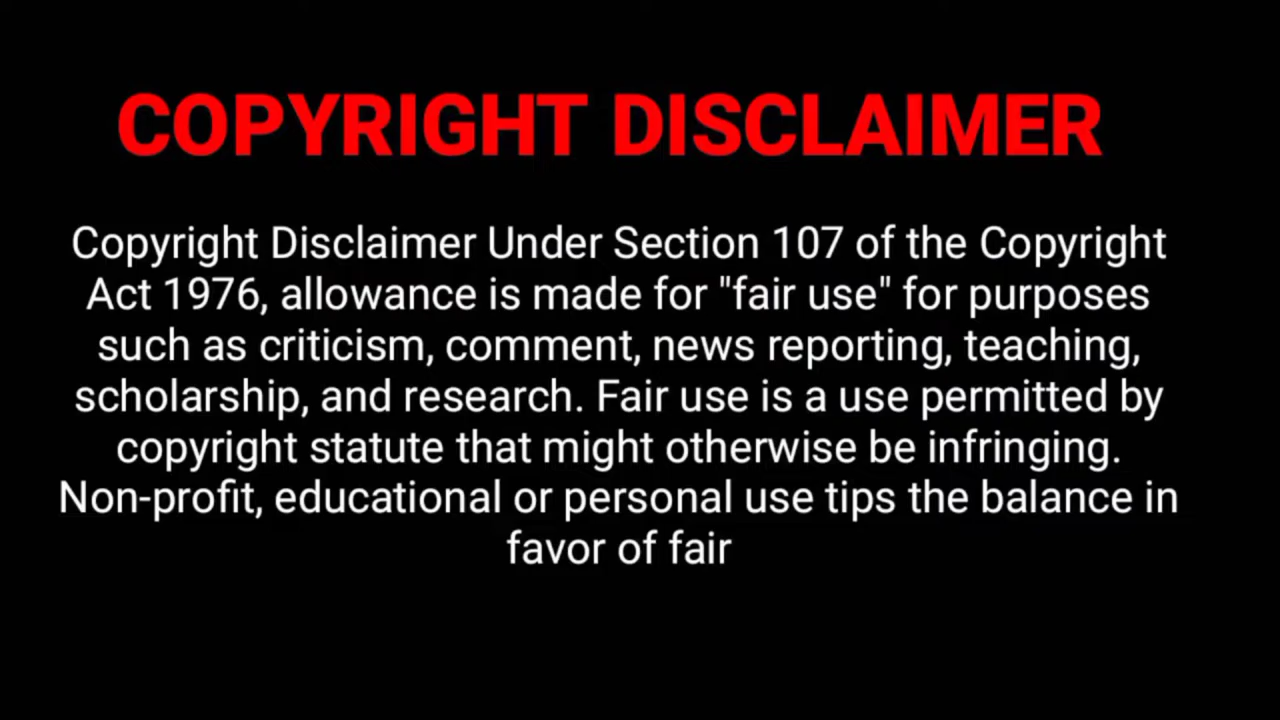 COPYRIGHT DISCLAIMER
Copyright Disclaimer Under Section 107 of the Copyright
Act 1976, allowance is made for "fair use" for purposes
such as criticism, comment, news reporting, teaching,
scholarship, and research. Fair use is a use permitted by
copyright statute that might otherwise be infringing.
Non-profit, educational or personal use tips the balance in
favor of fair